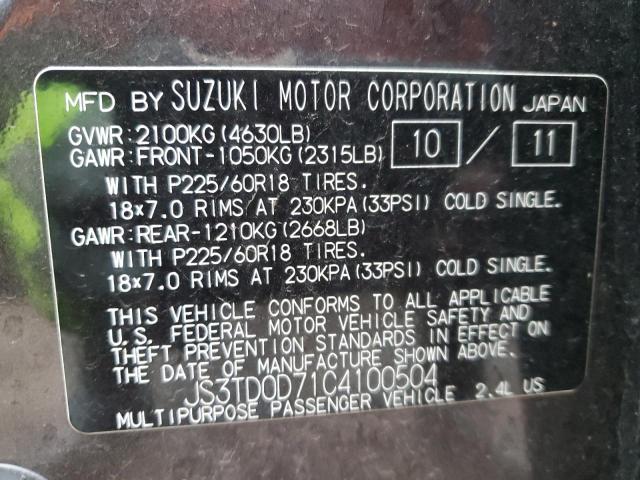 MFD BY SUZUKI MOTOR CORPORATION JAPAN
GVWR:2100KG(4630LB)
GAWR:FRONT-1050KG(2315LB) 10 / 11
WITH P225/60R18 TIRES.
18x7.0 RIMS AT 230KPA(33PSI) COLD SINGLE.
GAWR:REAR-1210KG(2668LB)
WITH P225/60R18 TIRES.
18x7.0 RIMS AT 230KPA(33PSI) COLD SINGLE.
THIS VEHICLE CONFORMS TO ALL APPLICABLE
U.S. FEDERAL MOTOR VEHICLE SAFETY AND
THEFT PREVENTION STANDARDS IN EFFECT ON
THE DATE OF MANUFACTURE SHOWN ABOVE.
JS3TD0D71C4100504
MULTIPURPOSE PASSENGER VEHICLE 2.4L US